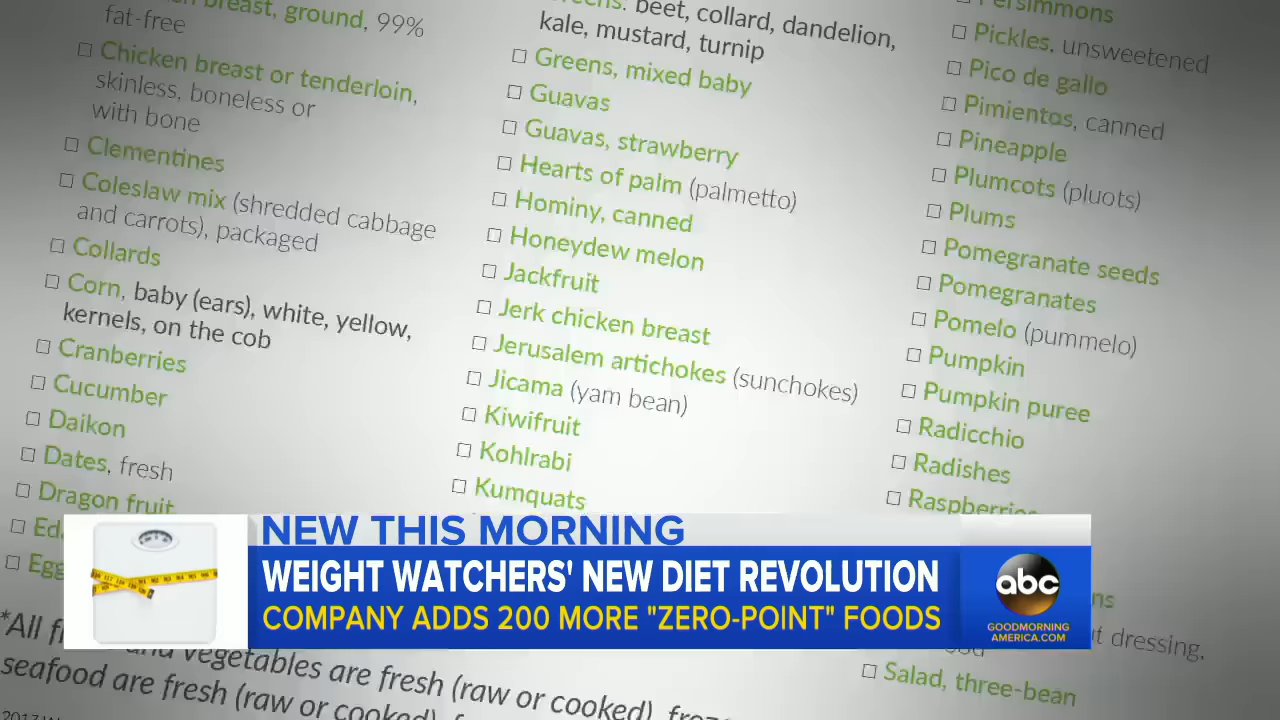 breast, ground, 99%
fat-free
Chicken breast or tenderloin,
skinless, boneless or
with bone
Clementines
Coleslaw mix (shredded cabbage
and carrots), packaged
Collards
Corn, baby (ears), white, yellow,
kernels, on the cob
Cranberries
Cucumber
Daikon
Dates, fresh
Dragon fruit
beet, collard, dandelion,
kale, mustard, turnip
Greens, mixed baby
Guavas
Guavas, strawberry
Hearts of palm (palmetto)
Hominy, canned
Honeydew melon
Jackfruit
Jerk chicken breast
Jerusalem artichokes (sunchokes)
Jicama (yam bean)
Kiwifruit
Kohlrabi
Kumquats
Persimmons
Pickles, unsweetened
Pico de gallo
Pimientos, canned
Pineapple
Plumcots (pluots)
Plums
Pomegranate seeds
Pomegranates
Pomelo (pummelo)
Pumpkin
Pumpkin puree
Radicchio
Radishes
Raspberries
dressing,
Salad, three-bean
*All
vegetables are fresh (raw or cooked),
seafood are fresh (raw or cooked),
NEW THIS MORNING
WEIGHT WATCHERS' NEW DIET REVOLUTION
COMPANY ADDS 200 MORE "ZERO-POINT" FOODS
abc
GOODMORNING
AMERICA.COM